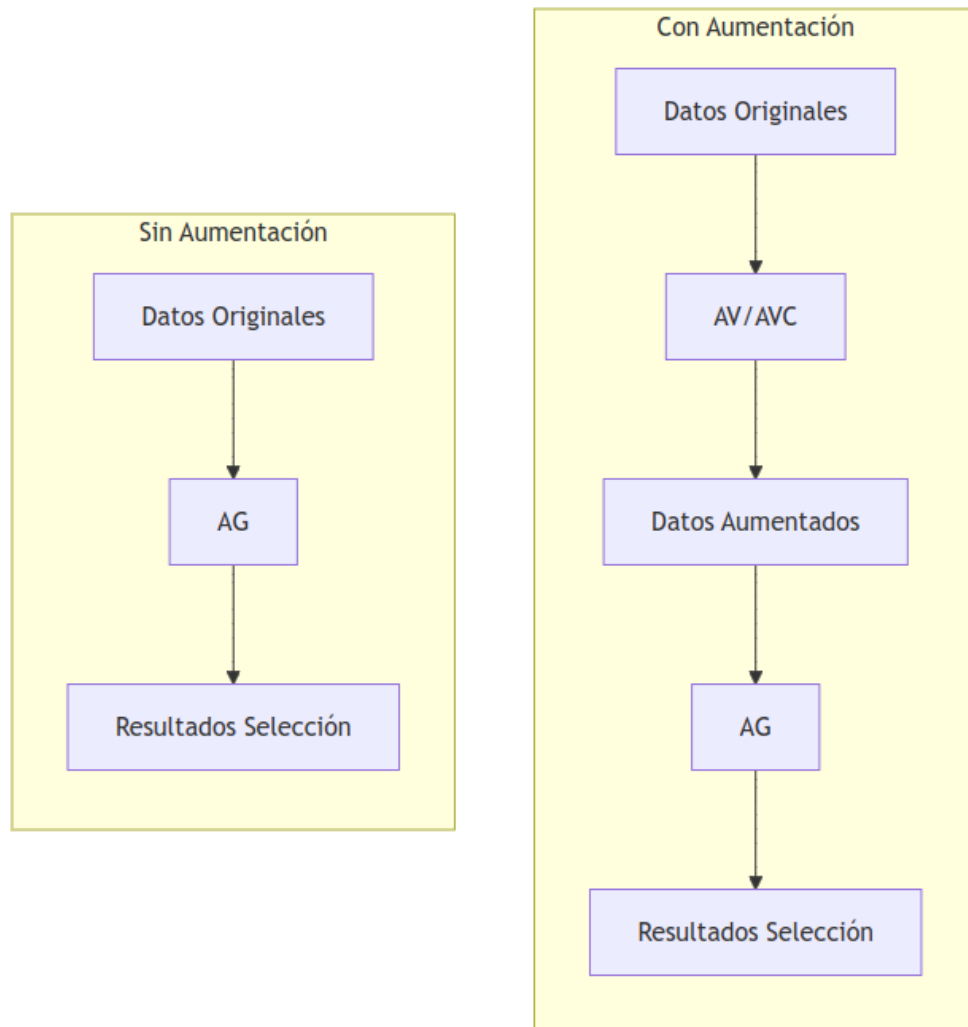 Sin Aumentación
Datos Originales
AG
Resultados Selección
Con Aumentación
Datos Originales
AV/AVC
Datos Aumentados
AG
Resultados Selección